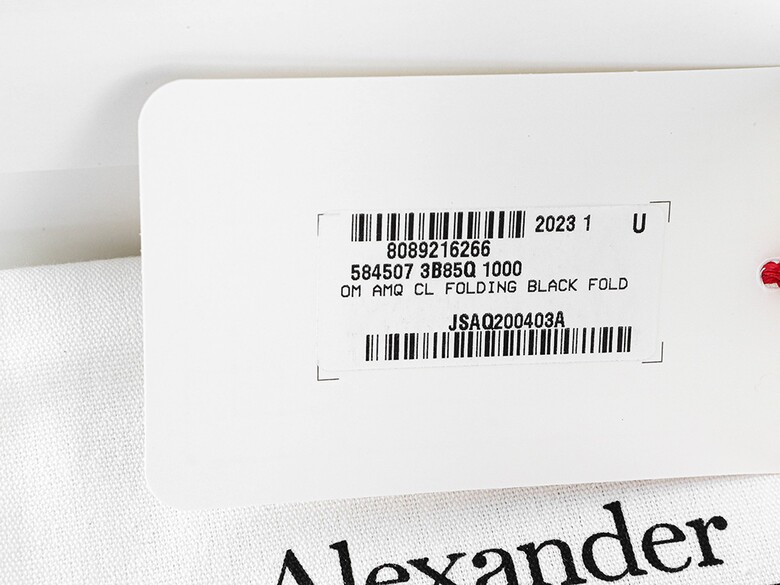 2023 1 U
8089216266
584507 3B85Q 1000
OM AMQ CL FOLDING BLACK FOLD
JSAQ200403A
Alexander